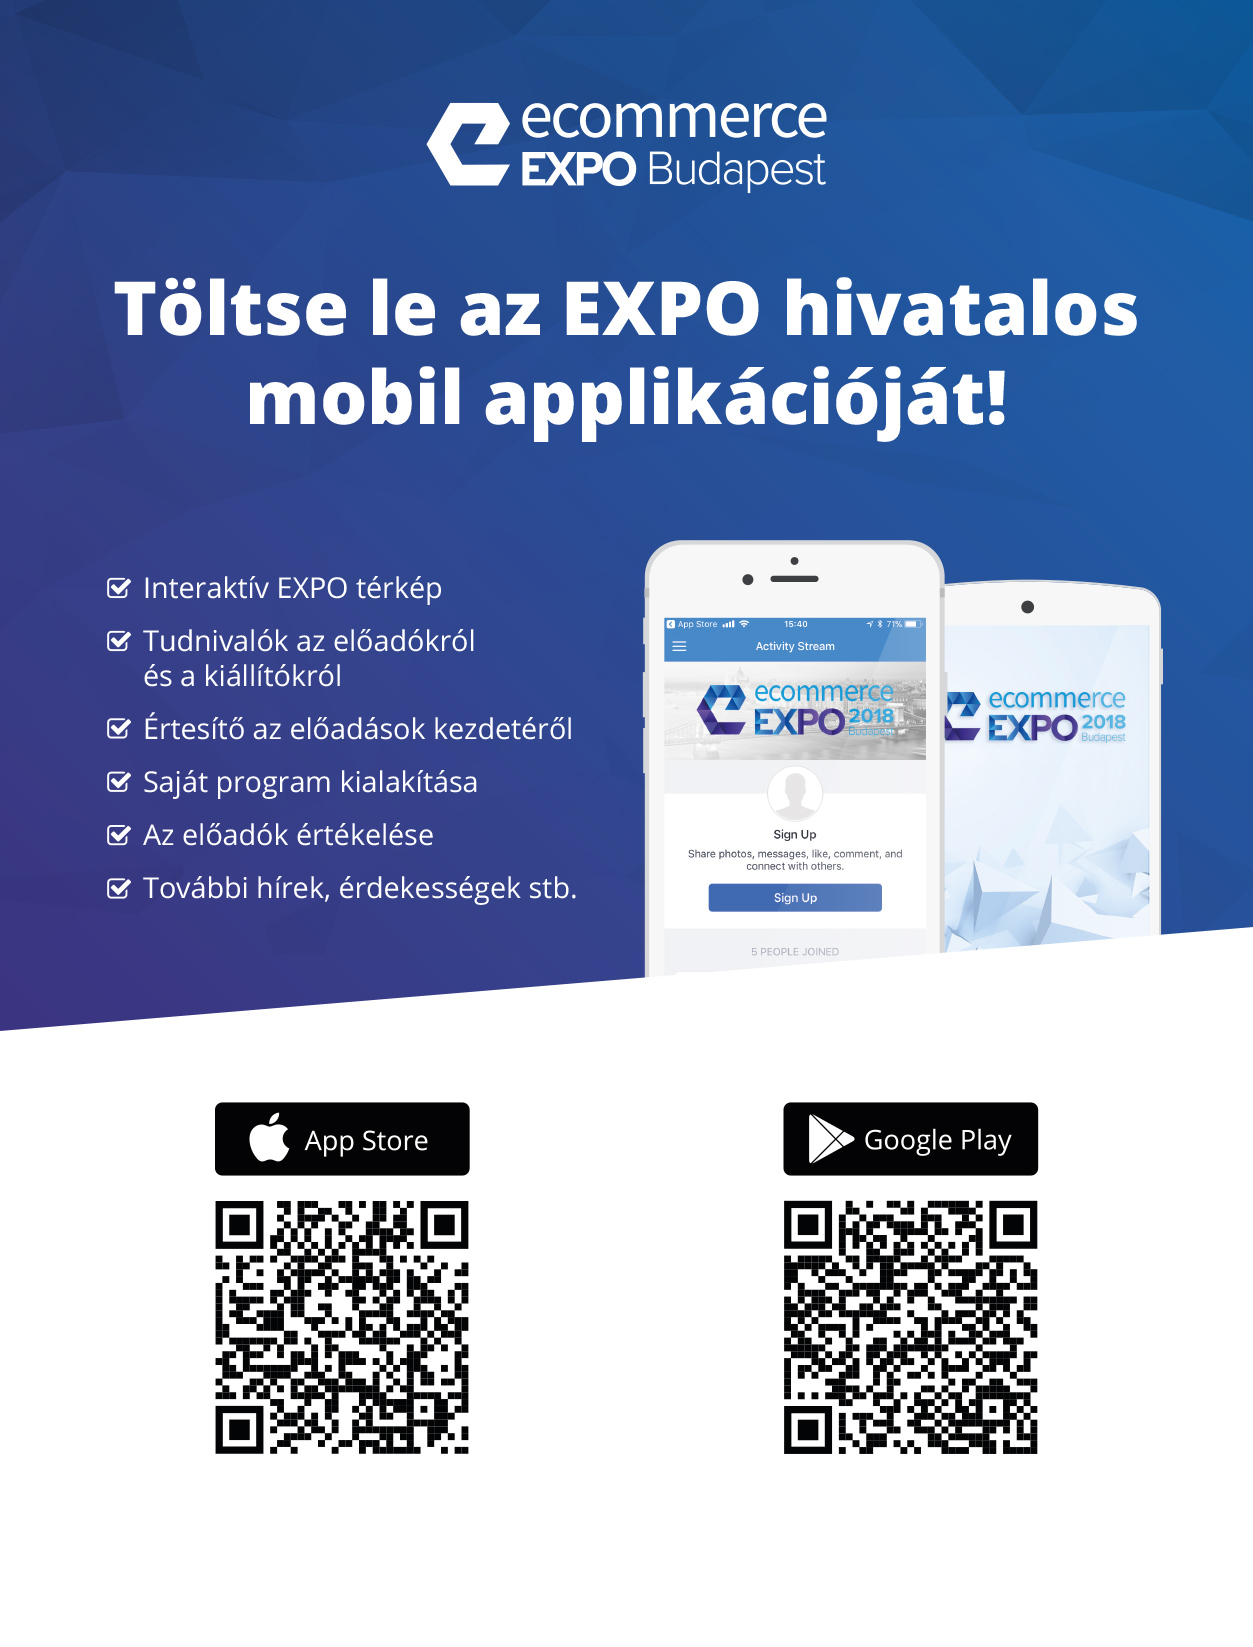 ecommerce
EXPO Budapest
Töltse le az EXPO hivatalos
mobil applikációját!
Interaktív EXPO térkép
Tudnivalók az előadókról
és a kiállítókról
Értesítő az előadások kezdetéről
Saját program kialakítása
Az előadók értékelése
További hírek, érdekességek stb.
App Store 15:40 71%
Activity Stream
ecommerce
EXPO 2018
Budapest
Sign Up
Share photos, messages, like, comment, and
connect with others.
Sign Up
5 PEOPLE JOINED
ecommerce
EXPO 2018
Budapest
App Store
Google Play